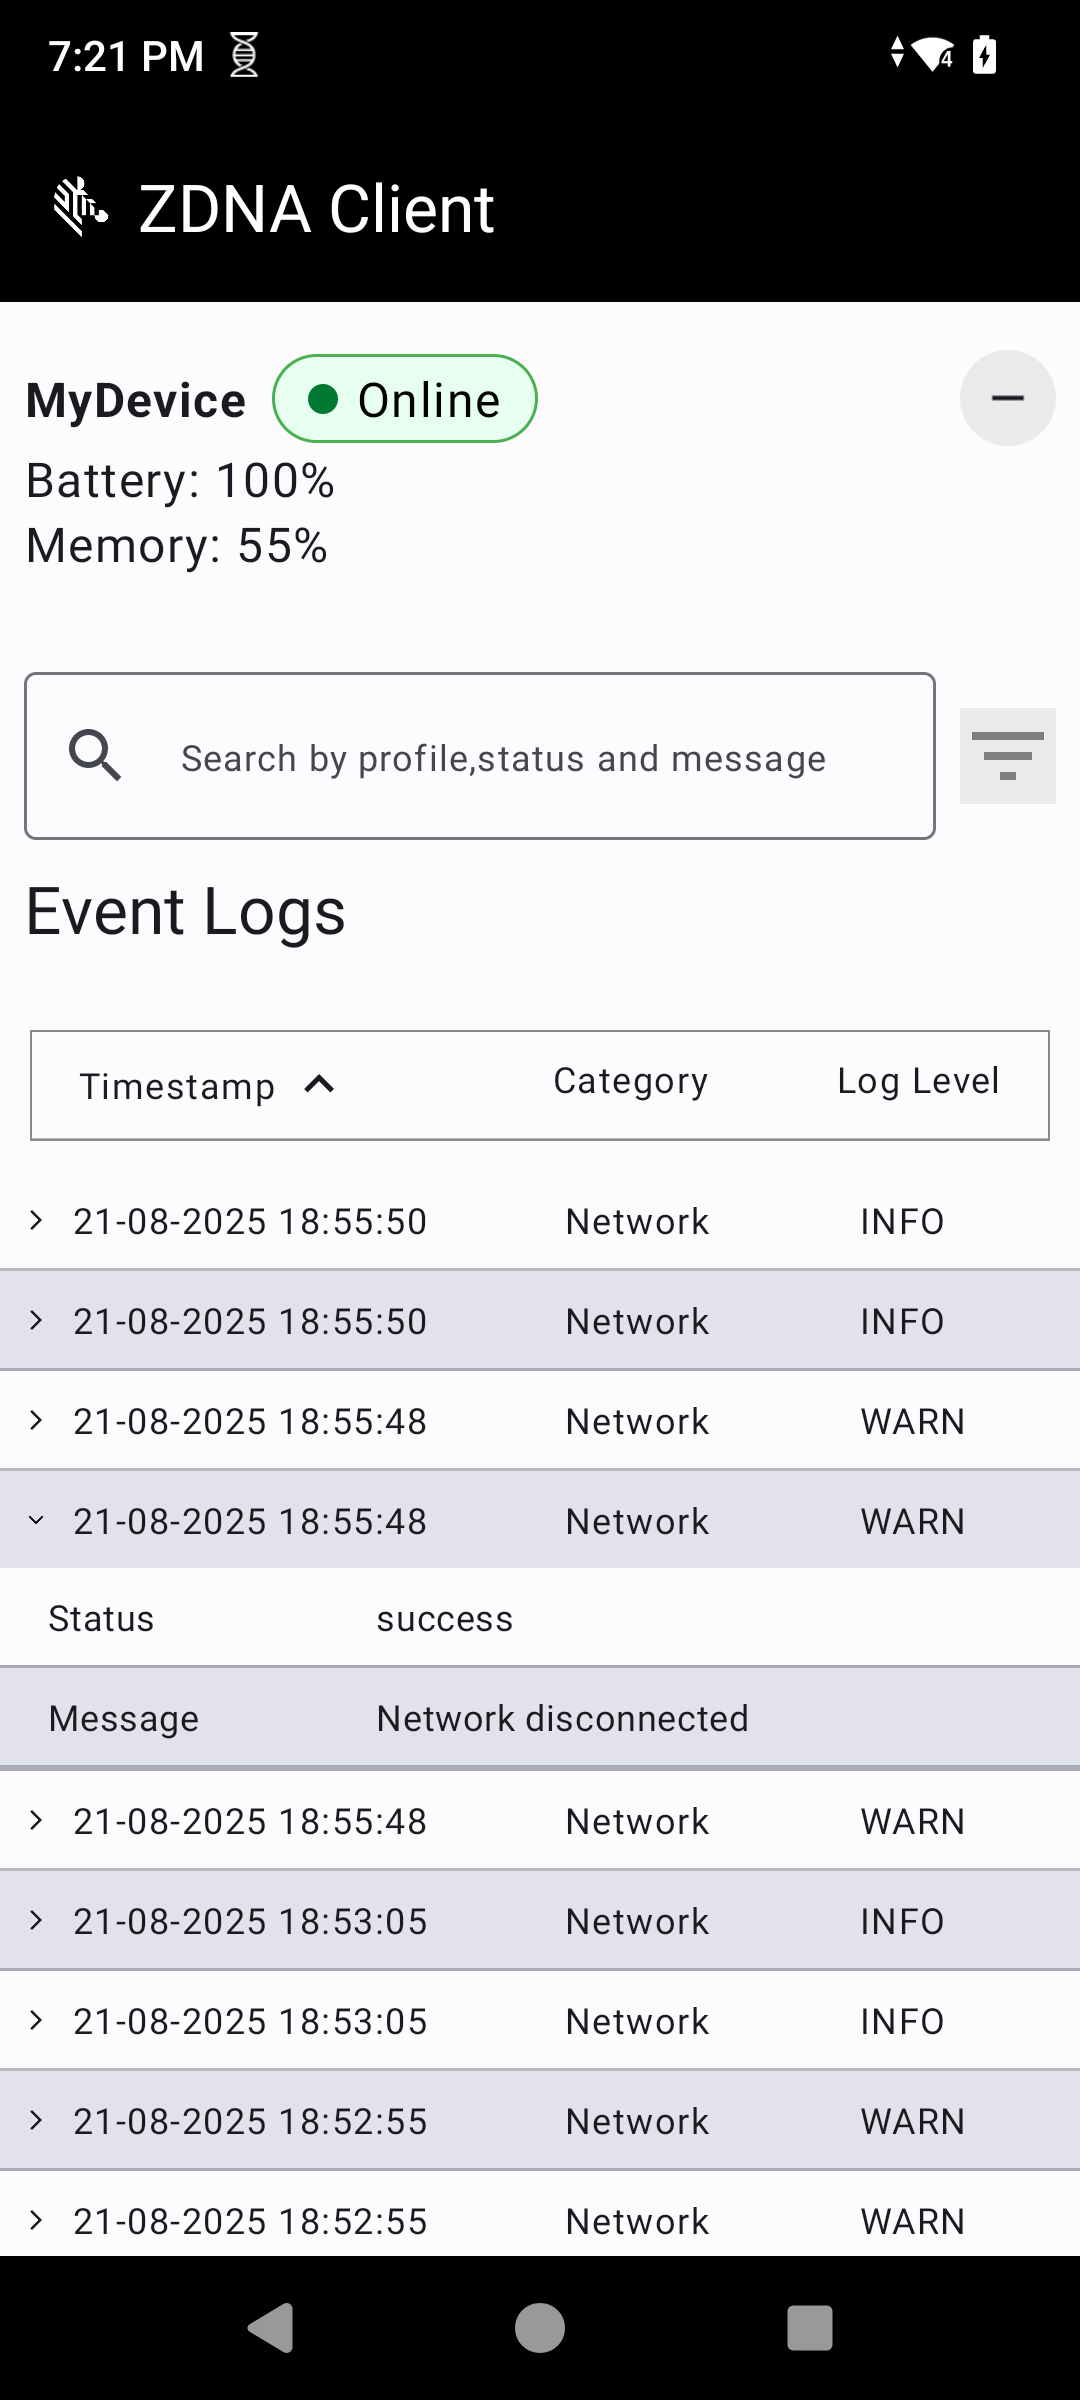 7:21 PM
4
ZDNA Client
MyDevice Online
Battery: 100%
Memory: 55%
Search by profile,status and message
Event Logs
Timestamp Category Log Level
21-08-2025 18:55:50 Network INFO
21-08-2025 18:55:50 Network INFO
21-08-2025 18:55:48 Network WARN
21-08-2025 18:55:48 Network WARN
Status success
Message Network disconnected
21-08-2025 18:55:48 Network WARN
21-08-2025 18:53:05 Network INFO
21-08-2025 18:53:05 Network INFO
21-08-2025 18:52:55 Network WARN
21-08-2025 18:52:55 Network WARN